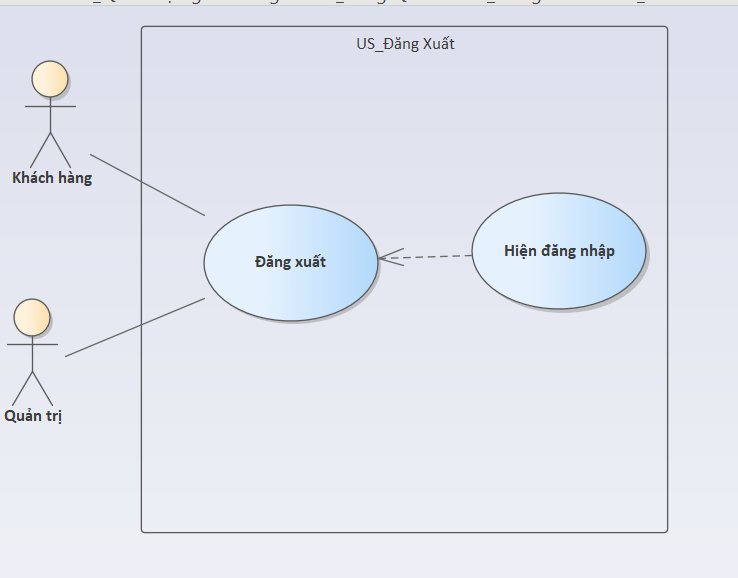 US_Đăng Xuất
Khách hàng
Đăng xuất
Hiện đăng nhập
Quản trị